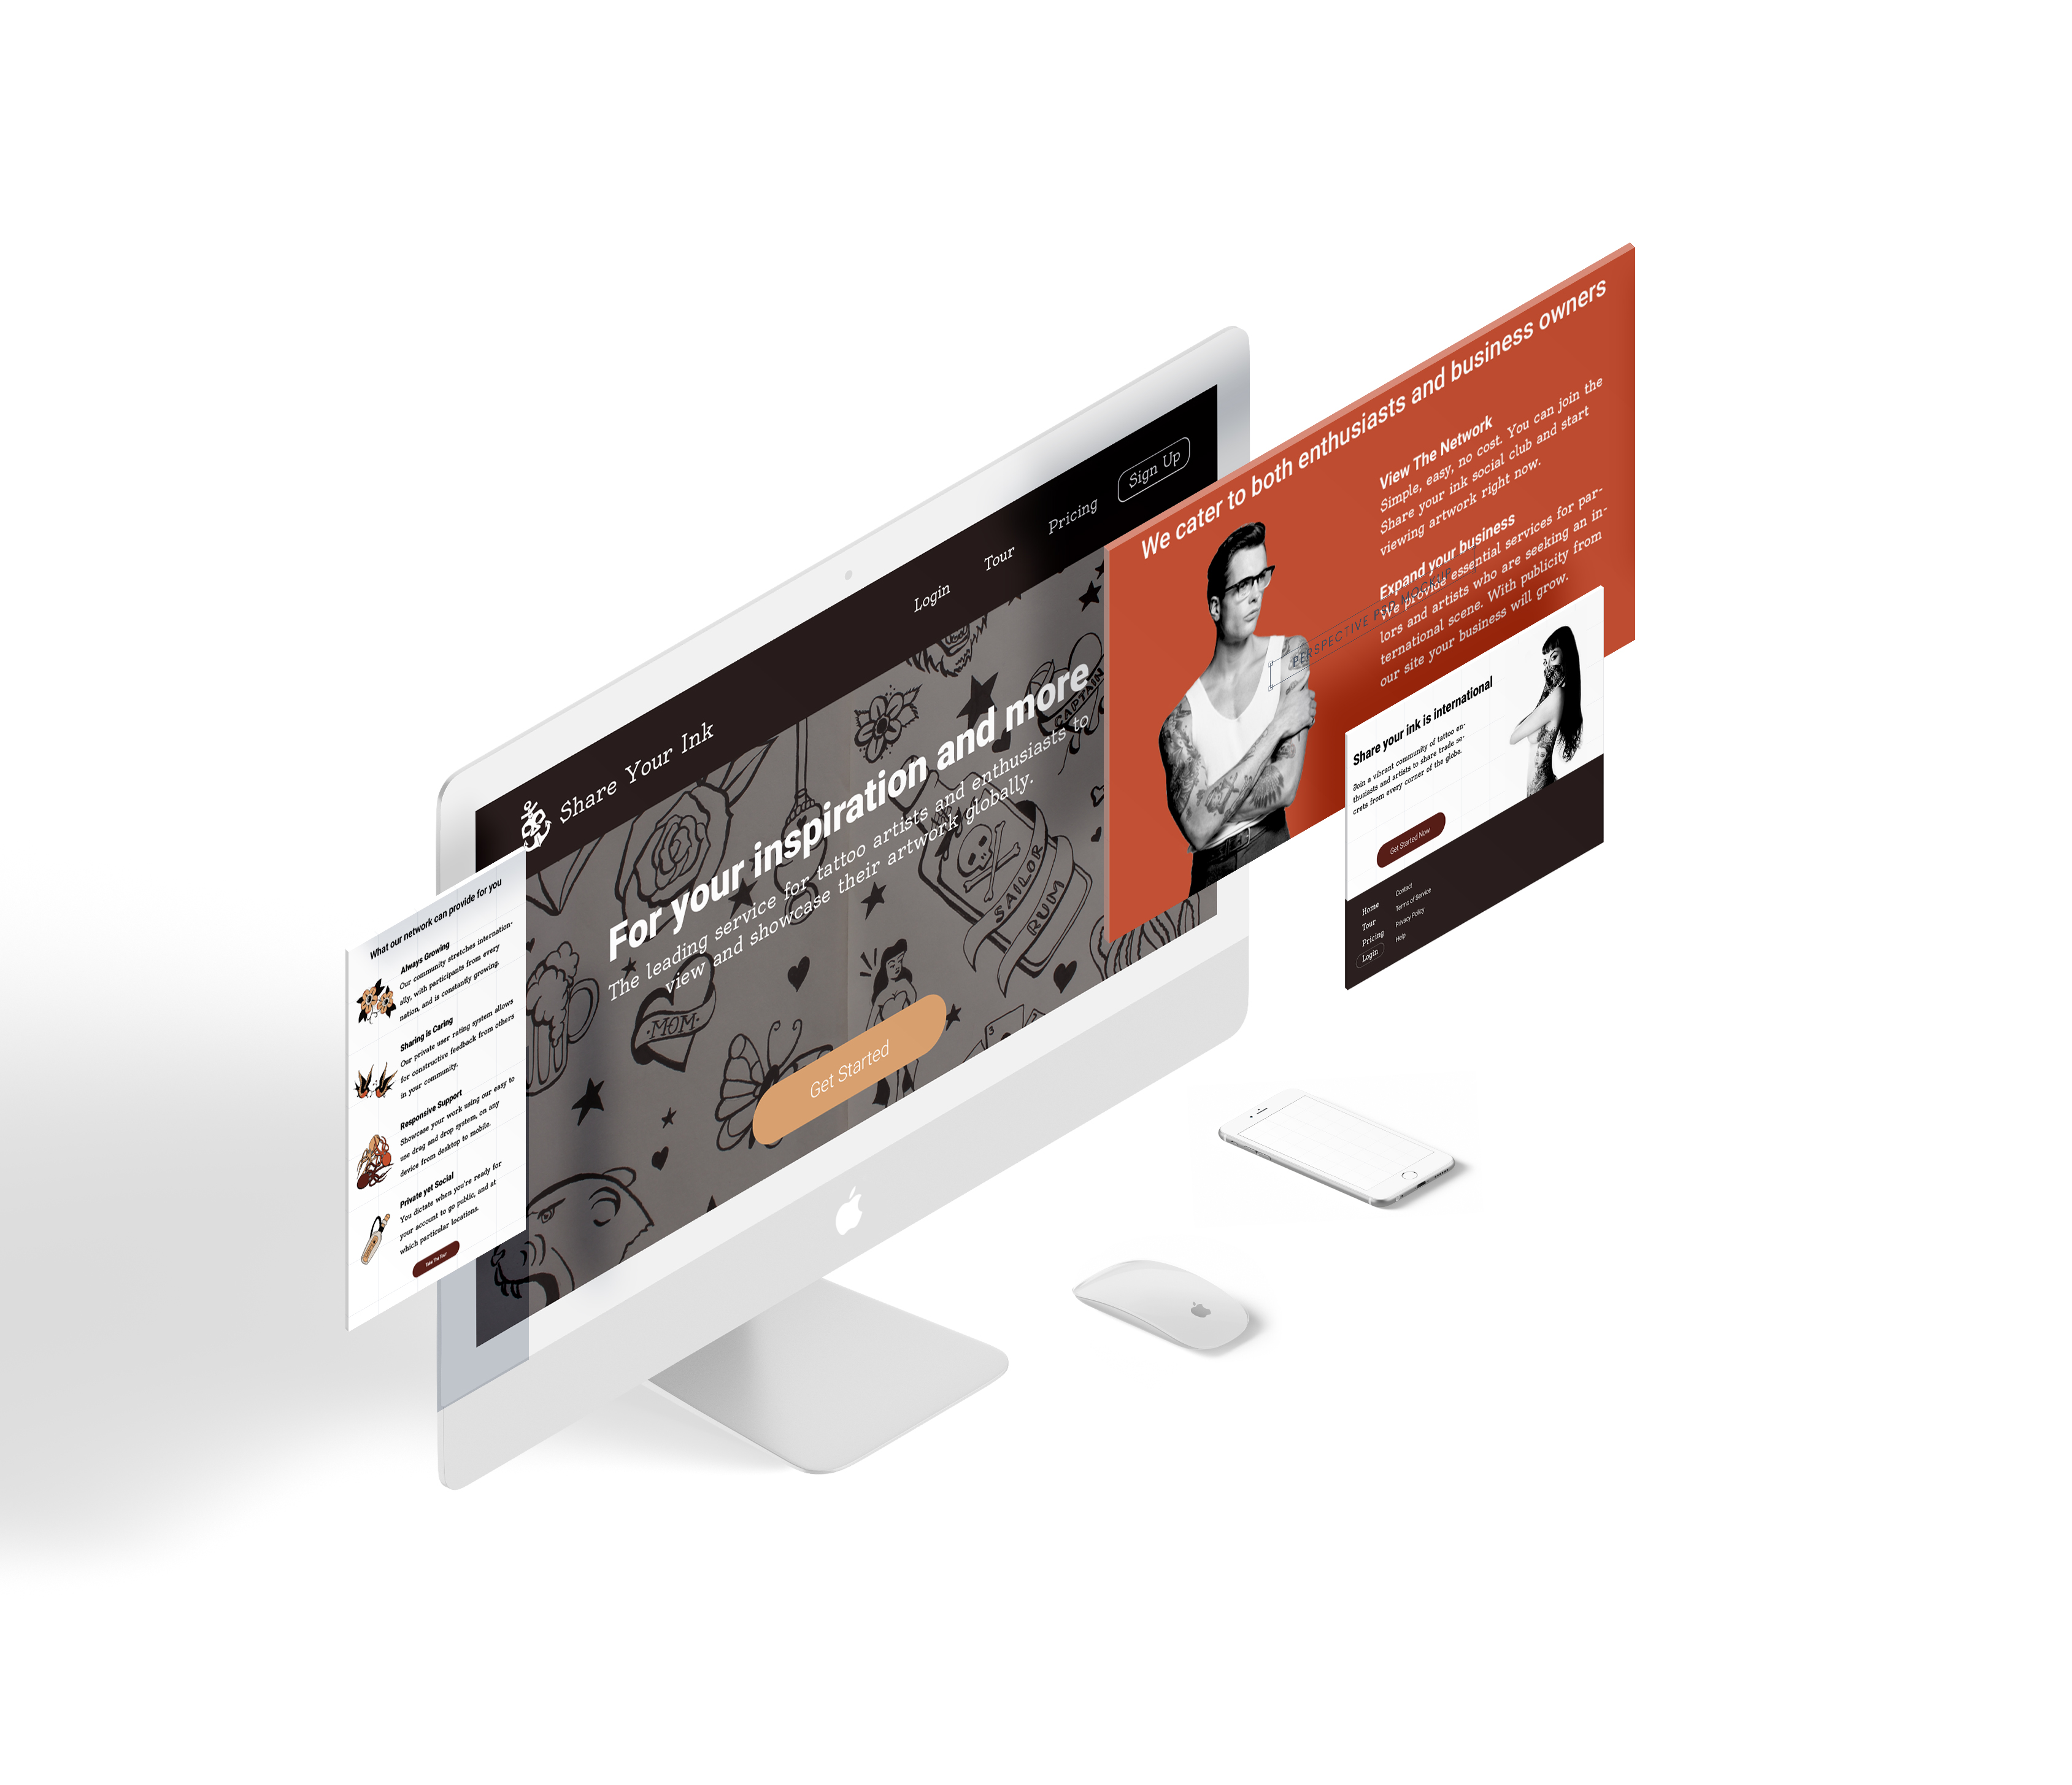 Share Your Ink
Login
Tour
Pricing
Sign Up
For your inspiration and more
The leading service for tattoo artists and enthusiasts to
view and showcase their artwork globally.
Get Started
CAPTAIN
SAILOR
RUM
MOM
We cater to both enthusiasts and business owners
View The Network
Simple, easy, no cost. You can join the
Share your ink social club and start
viewing artwork right now.
Expand your business
We provide essential services for par-
lors and artists who are seeking an in-
ternational scene. With publicity from
our site your business will grow.
PERSPECTIVE PSD MOCKUP
What our network can provide for you
Always Growing
Our community stretches internation-
ally, with participants from every
nation, and is constantly growing.
Sharing is Caring
Our private user rating system allows
for constructive feedback from others
in your community.
Responsive Support
Showcase your work using our easy to
use drag and drop system, on any
device from desktop to mobile.
Private yet Social
You dictate when you're ready for
your account to go public, and at
which particular locations.
Take The Tour
Share your ink is international
Join a vibrant community of tattoo en-
thusiasts and artists to share trade se-
crets from every corner of the globe.
Get Started Now
Home
Tour
Pricing
Login
Contact
Terms of Service
Privacy Policy
Help